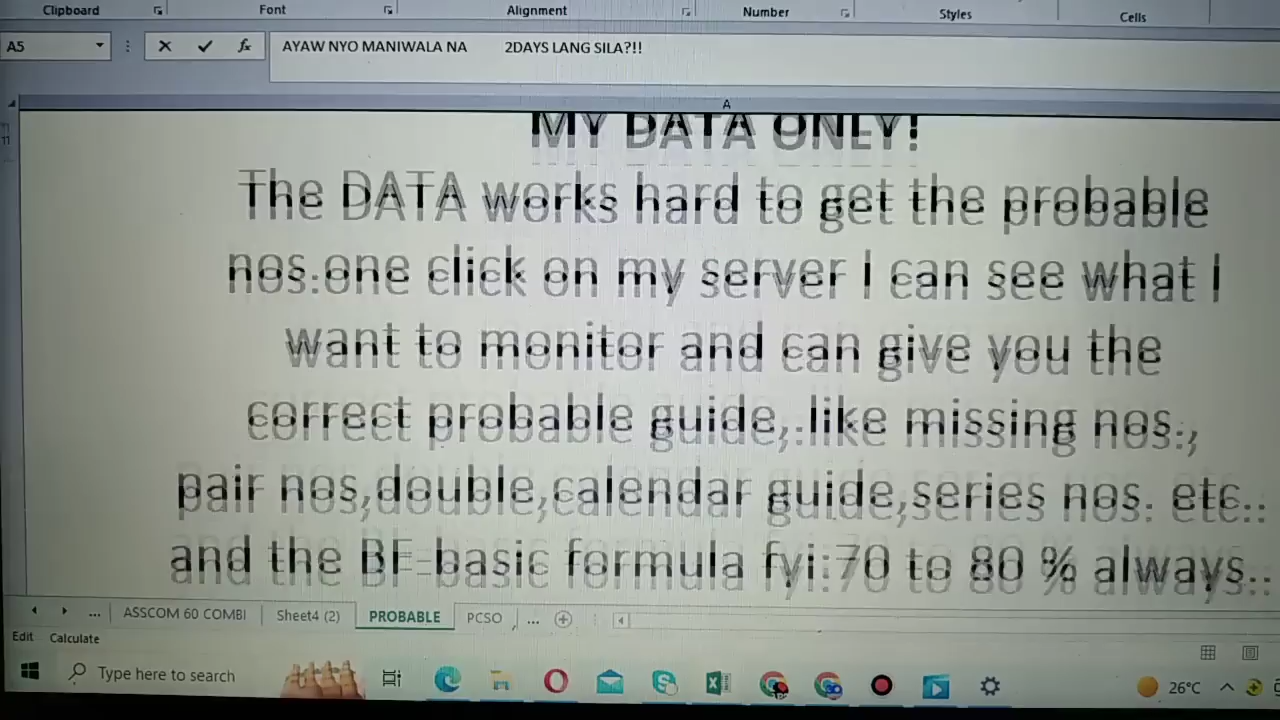 Clipboard
Font
Alignment
Number
Styles
Cells
A5
fx
AYAW NYO MANIWALA NA 2DAYS LANG SILA?!!
A
MY DATA ONLY!
The DATA works hard to get the probable
nos.one click on my server I can see what I
want to monitor and can give you the
correct probable guide,.like missing nos.,
pair nos,double,calendar guide,series nos. etc..
and the BF-basic formula fyi:70 to 80 % always..
11
... ASSCOM 60 COMBI Sheet4 (2) PROBABLE PCSO ...
Edit Calculate
Type here to search
26°C